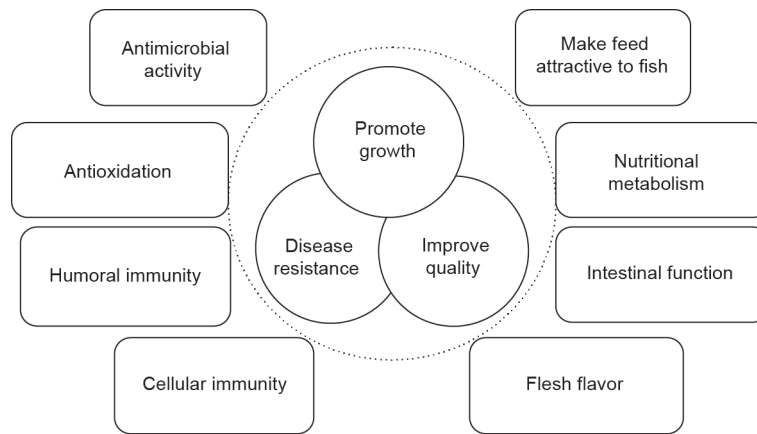 Antimicrobial
activity
Make feed
attractive to fish
Promote
growth
Antioxidation
Nutritional
metabolism
Disease
resistance
Improve
quality
Humoral immunity
Intestinal function
Cellular immunity
Flesh flavor